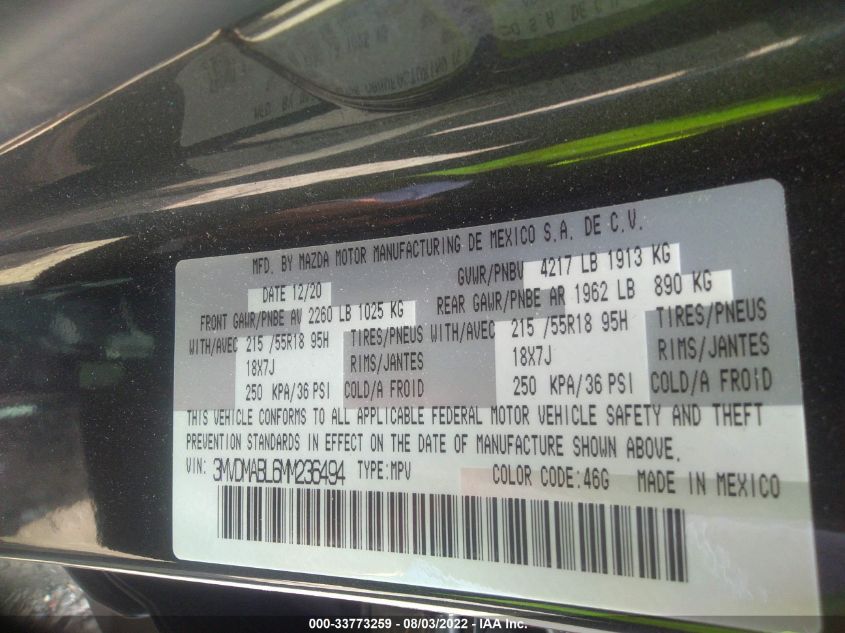 MFD. BY MAZDA MOTOR MANUFACTURING DE MEXICO S.A. DE C.V.
DATE 12/20 GVWR/PNBV 4217 LB 1913 KG
FRONT GAWR/PNBE AV 2260 LB 1025 KG REAR GAWR/PNBE AR 1962 LB 890 KG
WITH/AVEC 215 /55R18 95H TIRES/PNEUS WITH/AVEC 215 /55R18 95H TIRES/PNEUS
18X7J RIMS/JANTES 18X7J RIMS/JANTES
250 KPA/36 PSI COLD/A FROID 250 KPA/36 PSI COLD/A FROID
THIS VEHICLE CONFORMS TO ALL APPLICABLE FEDERAL MOTOR VEHICLE SAFETY AND THEFT
PREVENTION STANDARDS IN EFFECT ON THE DATE OF MANUFACTURE SHOWN ABOVE.
VIN: 3MVDMABL6MM236494 TYPE:MPV COLOR CODE:46G MADE IN MEXICO
000-33773259 - 08/03/2022 - IAA Inc.